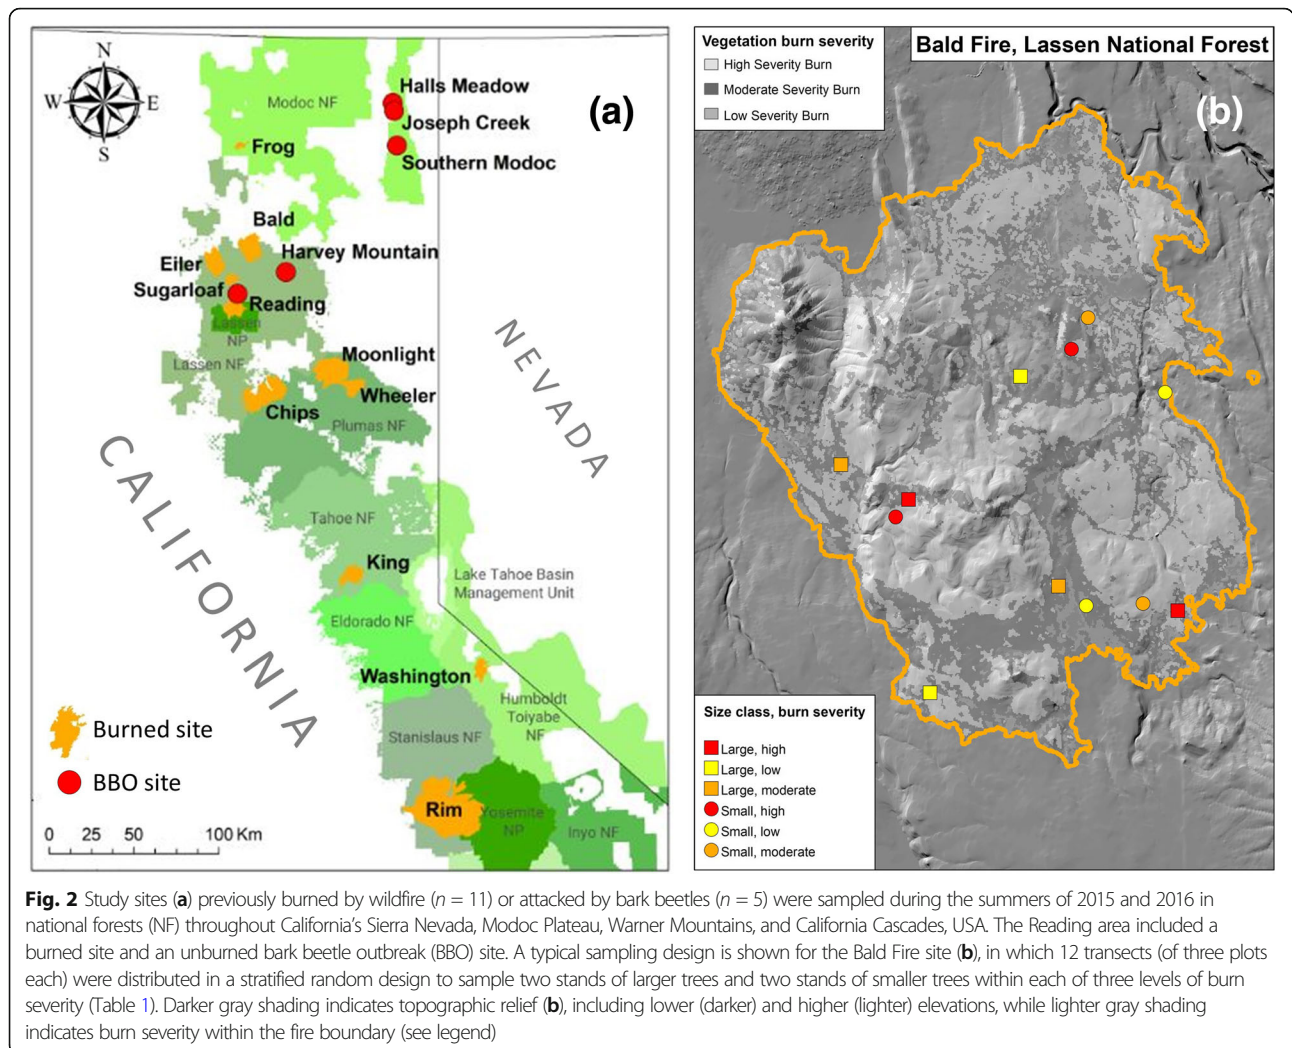 N
W E
S
(a)
Modoc NF
Halls Meadow
Joseph Creek
Southern Modoc
Frog
Bald
Harvey Mountain
Eiler
Sugarloaf
Reading
Lassen
NP
Lassen NF
Moonlight
Wheeler
Chips
Plumas NF
NEVADA
CALIFORNIA
Tahoe NF
King
Lake Tahoe Basin
Management Unit
Eldorado NF
Washington
Humboldt
Toiyabe
NF
Stanislaus NF
Rim
Yosemite
NP
Inyo NF
Burned site
BBO site
0 25 50 100 Km
Vegetation burn severity
High Severity Burn
Moderate Severity Burn
Low Severity Burn
Bald Fire, Lassen National Forest
(b)
Size class, burn severity
Large, high
Large, low
Large, moderate
Small, high
Small, low
Small, moderate
Fig. 2 Study sites (a) previously burned by wildfire (n = 11) or attacked by bark beetles (n = 5) were sampled during the summers of 2015 and 2016 in
national forests (NF) throughout California's Sierra Nevada, Modoc Plateau, Warner Mountains, and California Cascades, USA. The Reading area included a
burned site and an unburned bark beetle outbreak (BBO) site. A typical sampling design is shown for the Bald Fire site (b), in which 12 transects (of three plots
each) were distributed in a stratified random design to sample two stands of larger trees and two stands of smaller trees within each of three levels of burn
severity (Table 1). Darker gray shading indicates topographic relief (b), including lower (darker) and higher (lighter) elevations, while lighter gray shading
indicates burn severity within the fire boundary (see legend)